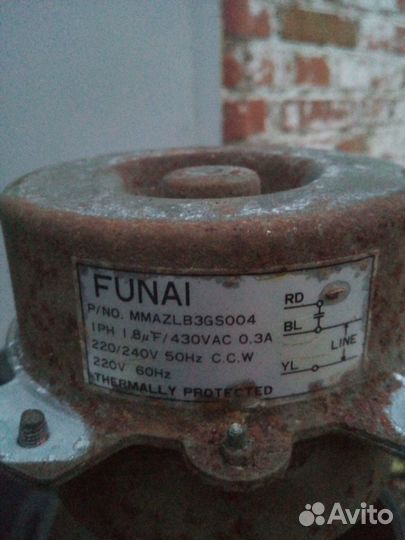 FUNAI
P/NO. MMAZLB3GS004
1PH 1.8μF/430VAC 0.3A
220/240V 50Hz C.C.W
220V 60Hz
THERMALLY PROTECTED
RD
BL
LINE
YL
Avito